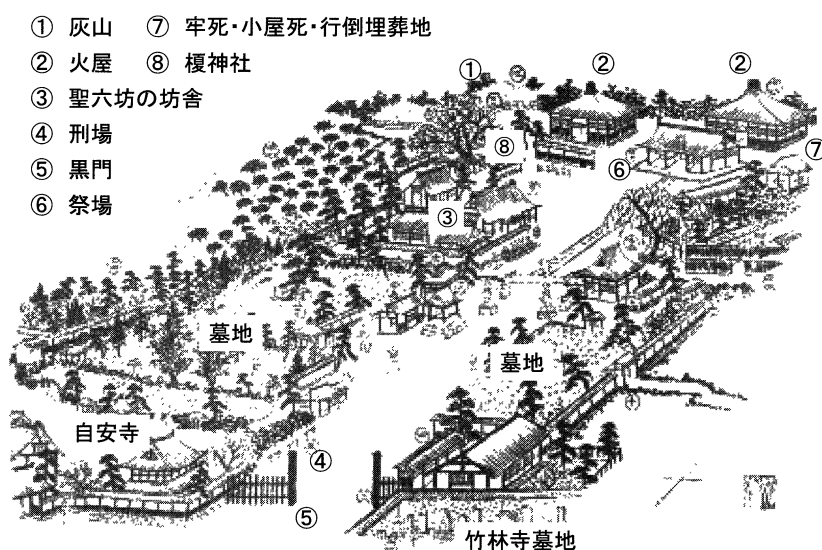 ① 灰山 ⑦ 牢死・小屋死・行倒埋葬地
② 火屋 ⑧ 榎神社
③ 聖六坊の坊舎
④ 刑場
⑤ 黒門
⑥ 祭場
①
②
②
⑧
⑥
⑦
③
墓地
墓地
自安寺
④
⑤
竹林寺墓地